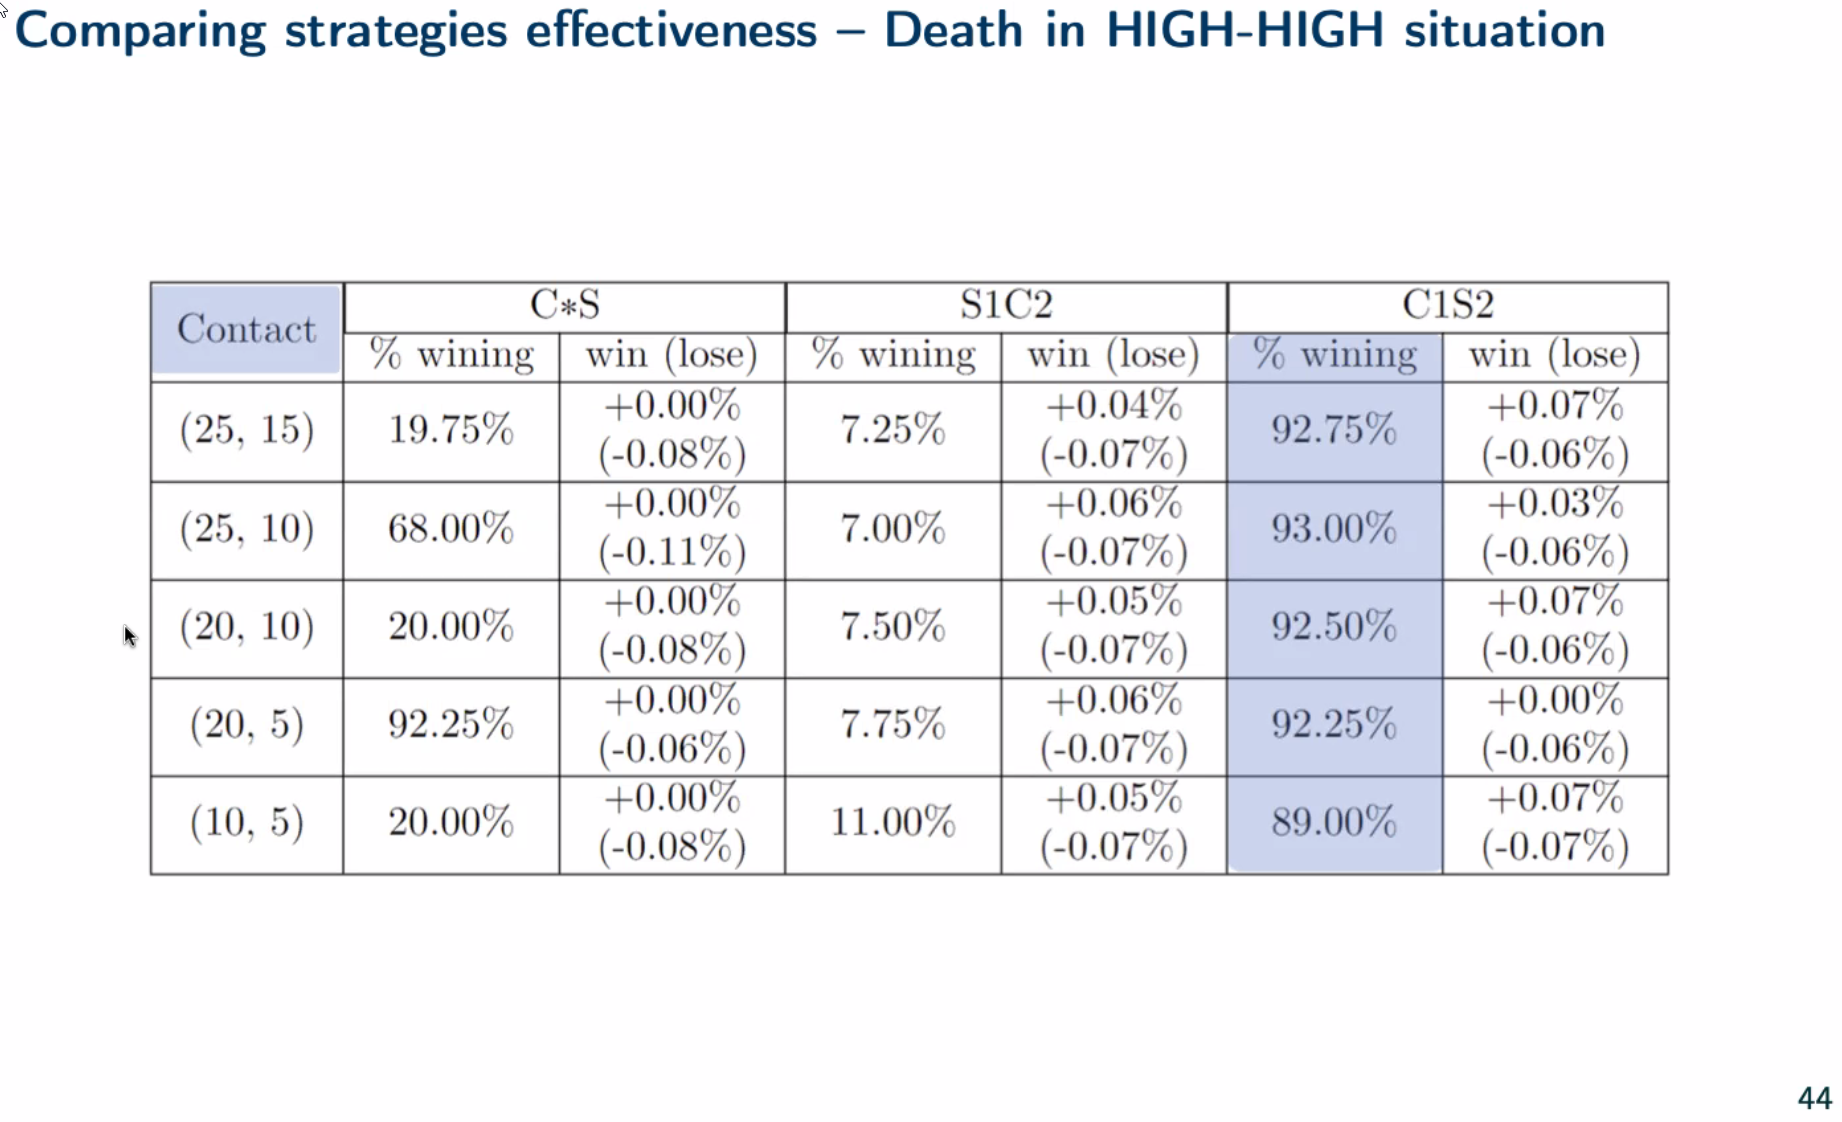 Comparing strategies effectiveness – Death in HIGH-HIGH situation
Contact C∗S S1C2 C1S2
% wining win (lose) % wining win (lose) % wining win (lose)
(25, 15) 19.75% +0.00% (-0.08%) 7.25% +0.04% (-0.07%) 92.75% +0.07% (-0.06%)
(25, 10) 68.00% +0.00% (-0.11%) 7.00% +0.06% (-0.07%) 93.00% +0.03% (-0.06%)
(20, 10) 20.00% +0.00% (-0.08%) 7.50% +0.05% (-0.07%) 92.50% +0.07% (-0.06%)
(20, 5) 92.25% +0.00% (-0.06%) 7.75% +0.06% (-0.07%) 92.25% +0.00% (-0.06%)
(10, 5) 20.00% +0.00% (-0.08%) 11.00% +0.05% (-0.07%) 89.00% +0.07% (-0.07%)
44